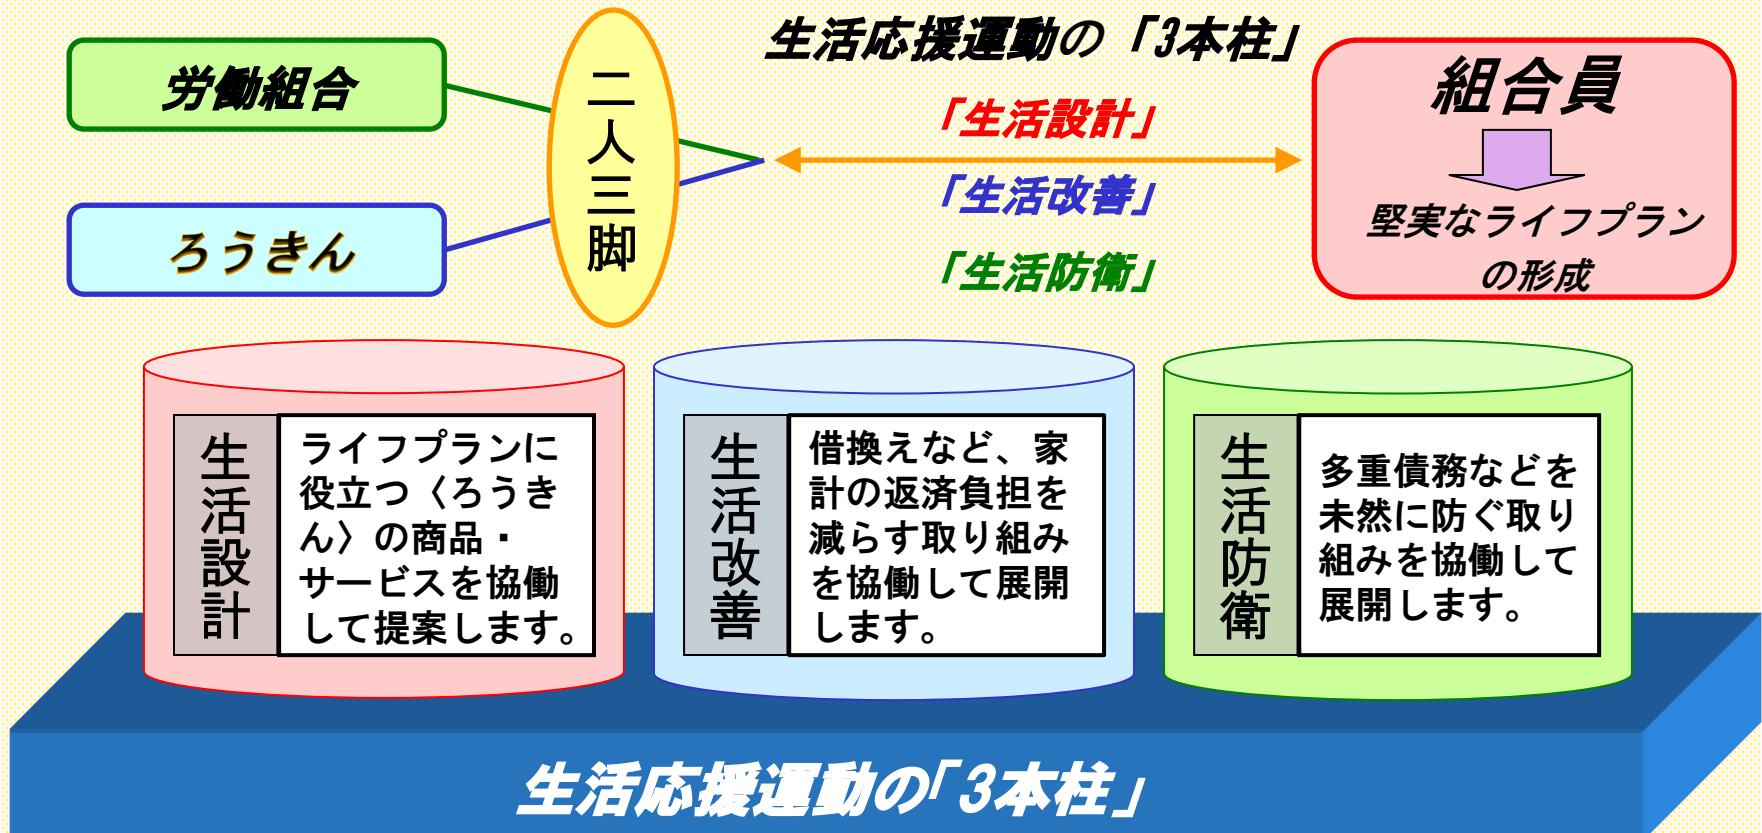 労働組合
ろうきん
二人三脚
生活応援運動の「3本柱」
「生活設計」
「生活改善」
「生活防衛」
組合員
堅実なライフプラン
の形成
生活設計
ライフプランに
役立つ〈ろうき
ん〉の商品・
サービスを協働
して提案します。
生活改善
借換えなど、家
計の返済負担を
減らす取り組み
を協働して展開
します。
生活防衛
多重債務などを
未然に防ぐ取り
組みを協働して
展開します。
生活応援運動の「3本柱」